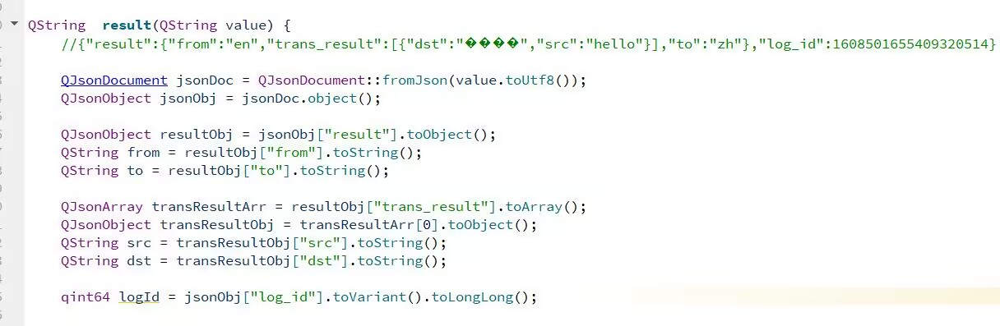 QString  result(QString value) {
    //{"result":{"from":"en","trans_result":[{"dst":"����","src":"hello"}],"to":"zh"},"log_id":1608501655409320514}
    QJsonDocument jsonDoc = QJsonDocument::fromJson(value.toUtf8());
    QJsonObject jsonObj = jsonDoc.object();
    QJsonObject resultObj = jsonObj["result"].toObject();
    QString from = resultObj["from"].toString();
    QString to = resultObj["to"].toString();
    QJsonArray transResultArr = resultObj["trans_result"].toArray();
    QJsonObject transResultObj = transResultArr[0].toObject();
    QString src = transResultObj["src"].toString();
    QString dst = transResultObj["dst"].toString();
    qint64 logId = jsonObj["log_id"].toVariant().toLongLong();